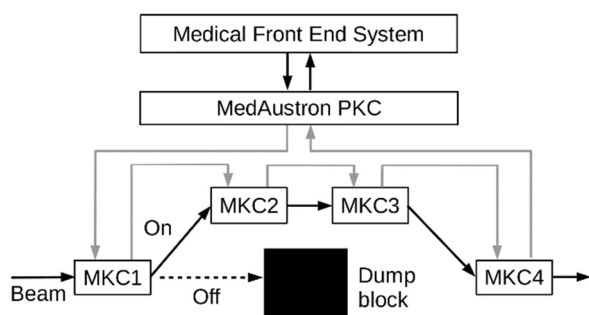 Medical Front End System
MedAustron PKC
MKC2
MKC3
On
MKC1
MKC4
Beam
Off
Dump
block